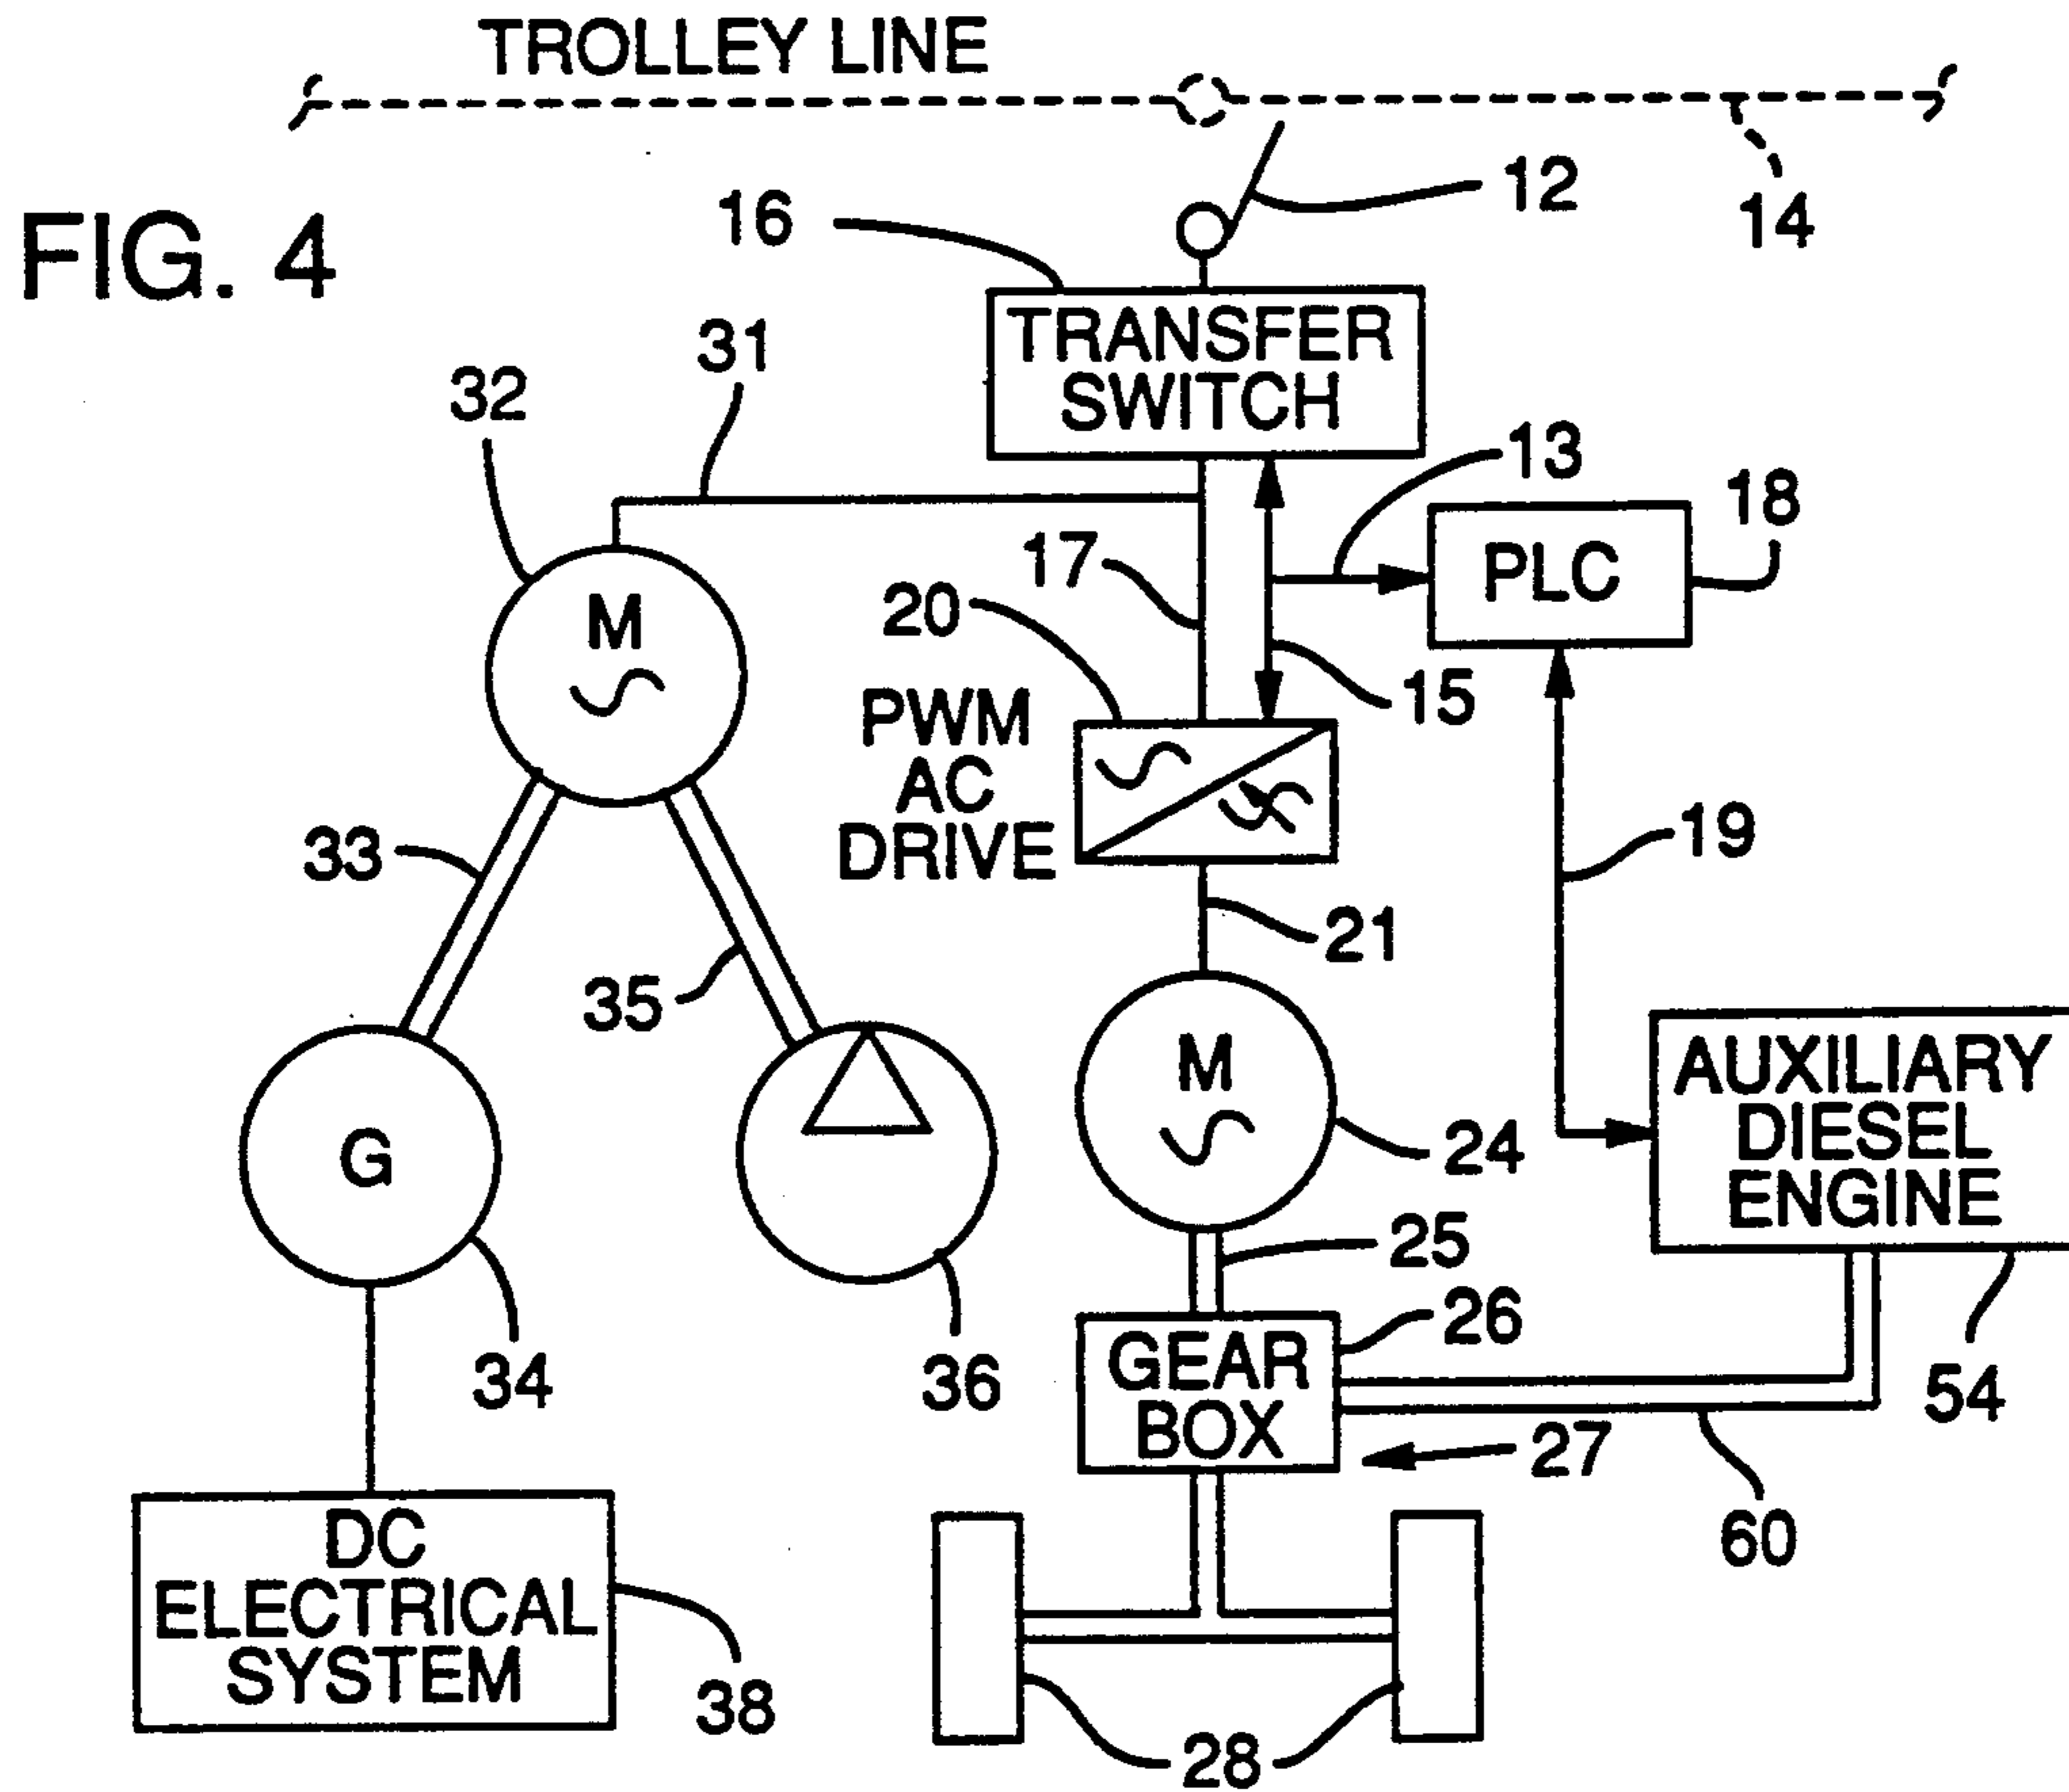 TROLLEY LINE
12
16
14
FIG. 4
TRANSFER
SWITCH
31
32
13
18
17
PLC
20
M
15
PWM
AC
DRIVE
19
33
21
35
M
AUXILIARY
DIESEL
ENGINE
24
G
25
26
34
36
GEAR
BOX
54
27
60
DC
ELECTRICAL
SYSTEM
38
28